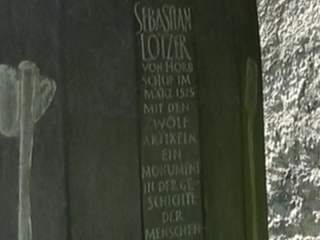 SEBASTIAN
LOTZER
VON HORB
SCHUF IM
MÄRZ 1525
MIT DEN
ZWÖLF
ARTIKELN
EIN
MONUMENT
IN DER GE-
SCHICHTE
DER
MENSCHEN